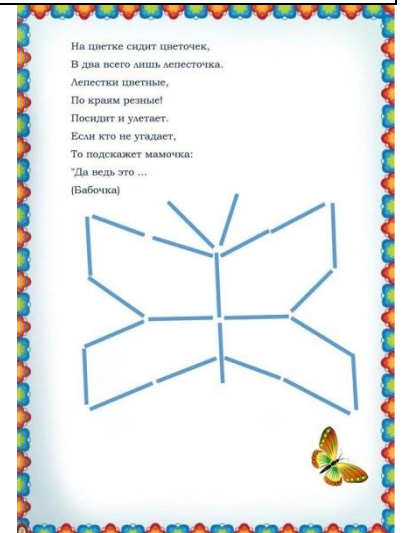 На цветке сидит цветочек,
В два всего лишь лепесточка.
Лепестки цветные,
По краям резные!
Посидит и улетает.
Если кто не угадает,
То подскажет мамочка:
"Да ведь это ...
(Бабочка)